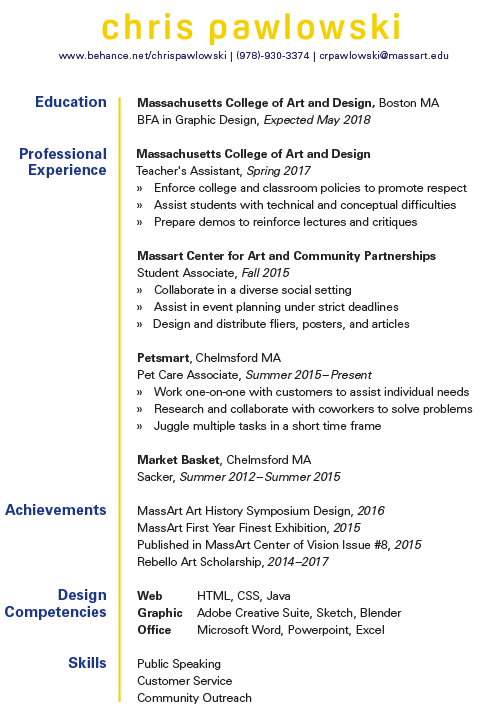 chris pawlowski
www.behance.net/chrispawlowski | (978)-930-3374 | crpawlowski@massart.edu
Education
Massachusetts College of Art and Design, Boston MA
BFA in Graphic Design, Expected May 2018
Professional Experience
Massachusetts College of Art and Design
Teacher's Assistant, Spring 2017
» Enforce college and classroom policies to promote respect
» Assist students with technical and conceptual difficulties
» Prepare demos to reinforce lectures and critiques
Massart Center for Art and Community Partnerships
Student Associate, Fall 2015
» Collaborate in a diverse social setting
» Assist in event planning under strict deadlines
» Design and distribute fliers, posters, and articles
Petsmart, Chelmsford MA
Pet Care Associate, Summer 2015–Present
» Work one-on-one with customers to assist individual needs
» Research and collaborate with coworkers to solve problems
» Juggle multiple tasks in a short time frame
Market Basket, Chelmsford MA
Sacker, Summer 2012–Summer 2015
Achievements
MassArt Art History Symposium Design, 2016
MassArt First Year Finest Exhibition, 2015
Published in MassArt Center of Vision Issue #8, 2015
Rebello Art Scholarship, 2014–2017
Design Competencies
Web HTML, CSS, Java
Graphic Adobe Creative Suite, Sketch, Blender
Office Microsoft Word, Powerpoint, Excel
Skills
Public Speaking
Customer Service
Community Outreach